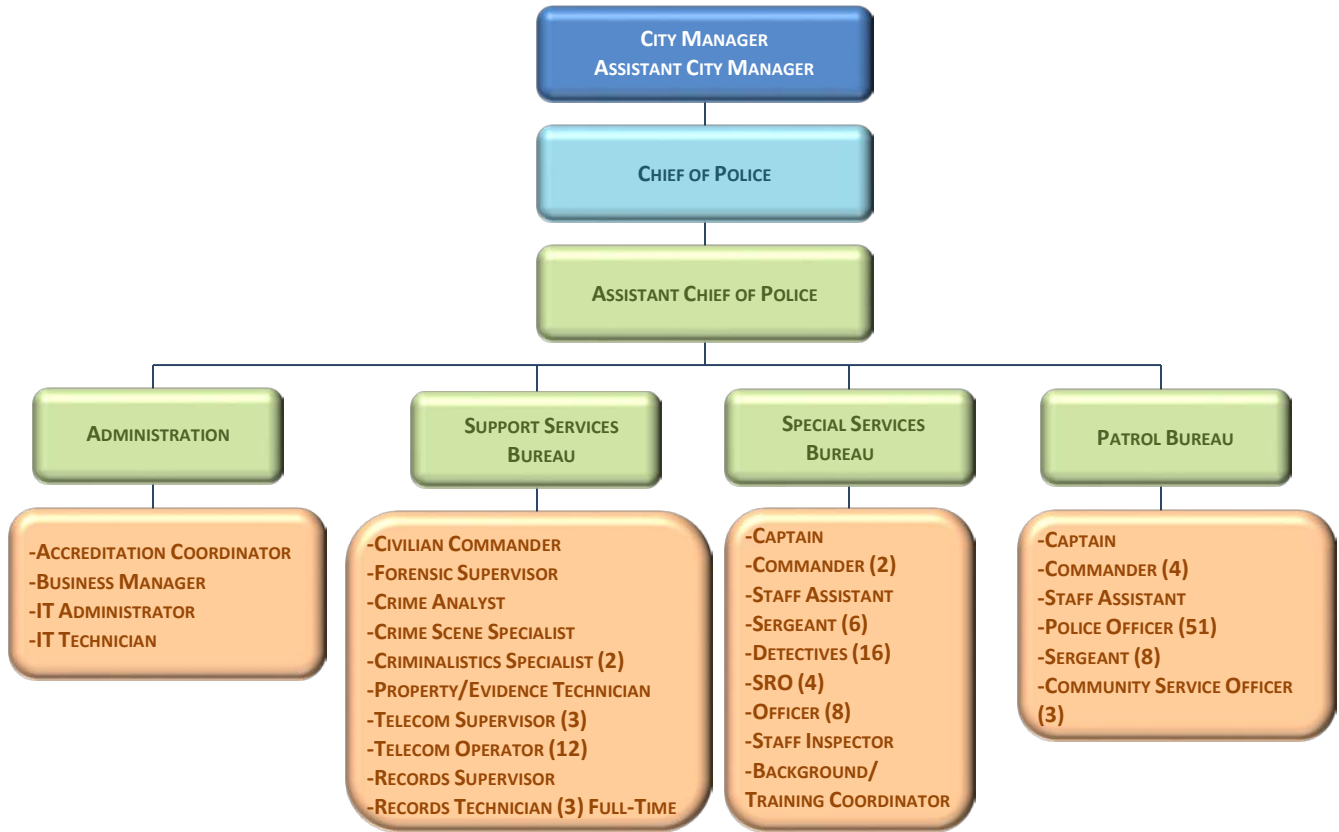 CITY MANAGER
ASSISTANT CITY MANAGER
CHIEF OF POLICE
ASSISTANT CHIEF OF POLICE
ADMINISTRATION
SUPPORT SERVICES
BUREAU
SPECIAL SERVICES
BUREAU
PATROL BUREAU
-ACCREDITATION COORDINATOR
-BUSINESS MANAGER
-IT ADMINISTRATOR
-IT TECHNICIAN
-CIVILIAN COMMANDER
-FORENSIC SUPERVISOR
-CRIME ANALYST
-CRIME SCENE SPECIALIST
-CRIMINALISTICS SPECIALIST (2)
-PROPERTY/EVIDENCE TECHNICIAN
-TELECOM SUPERVISOR (3)
-TELECOM OPERATOR (12)
-RECORDS SUPERVISOR
-RECORDS TECHNICIAN (3) FULL-TIME
-CAPTAIN
-COMMANDER (2)
-STAFF ASSISTANT
-SERGEANT (6)
-DETECTIVES (16)
-SRO (4)
-OFFICER (8)
-STAFF INSPECTOR
-BACKGROUND/
TRAINING COORDINATOR
-CAPTAIN
-COMMANDER (4)
-STAFF ASSISTANT
-POLICE OFFICER (51)
-SERGEANT (8)
-COMMUNITY SERVICE OFFICER
(3)